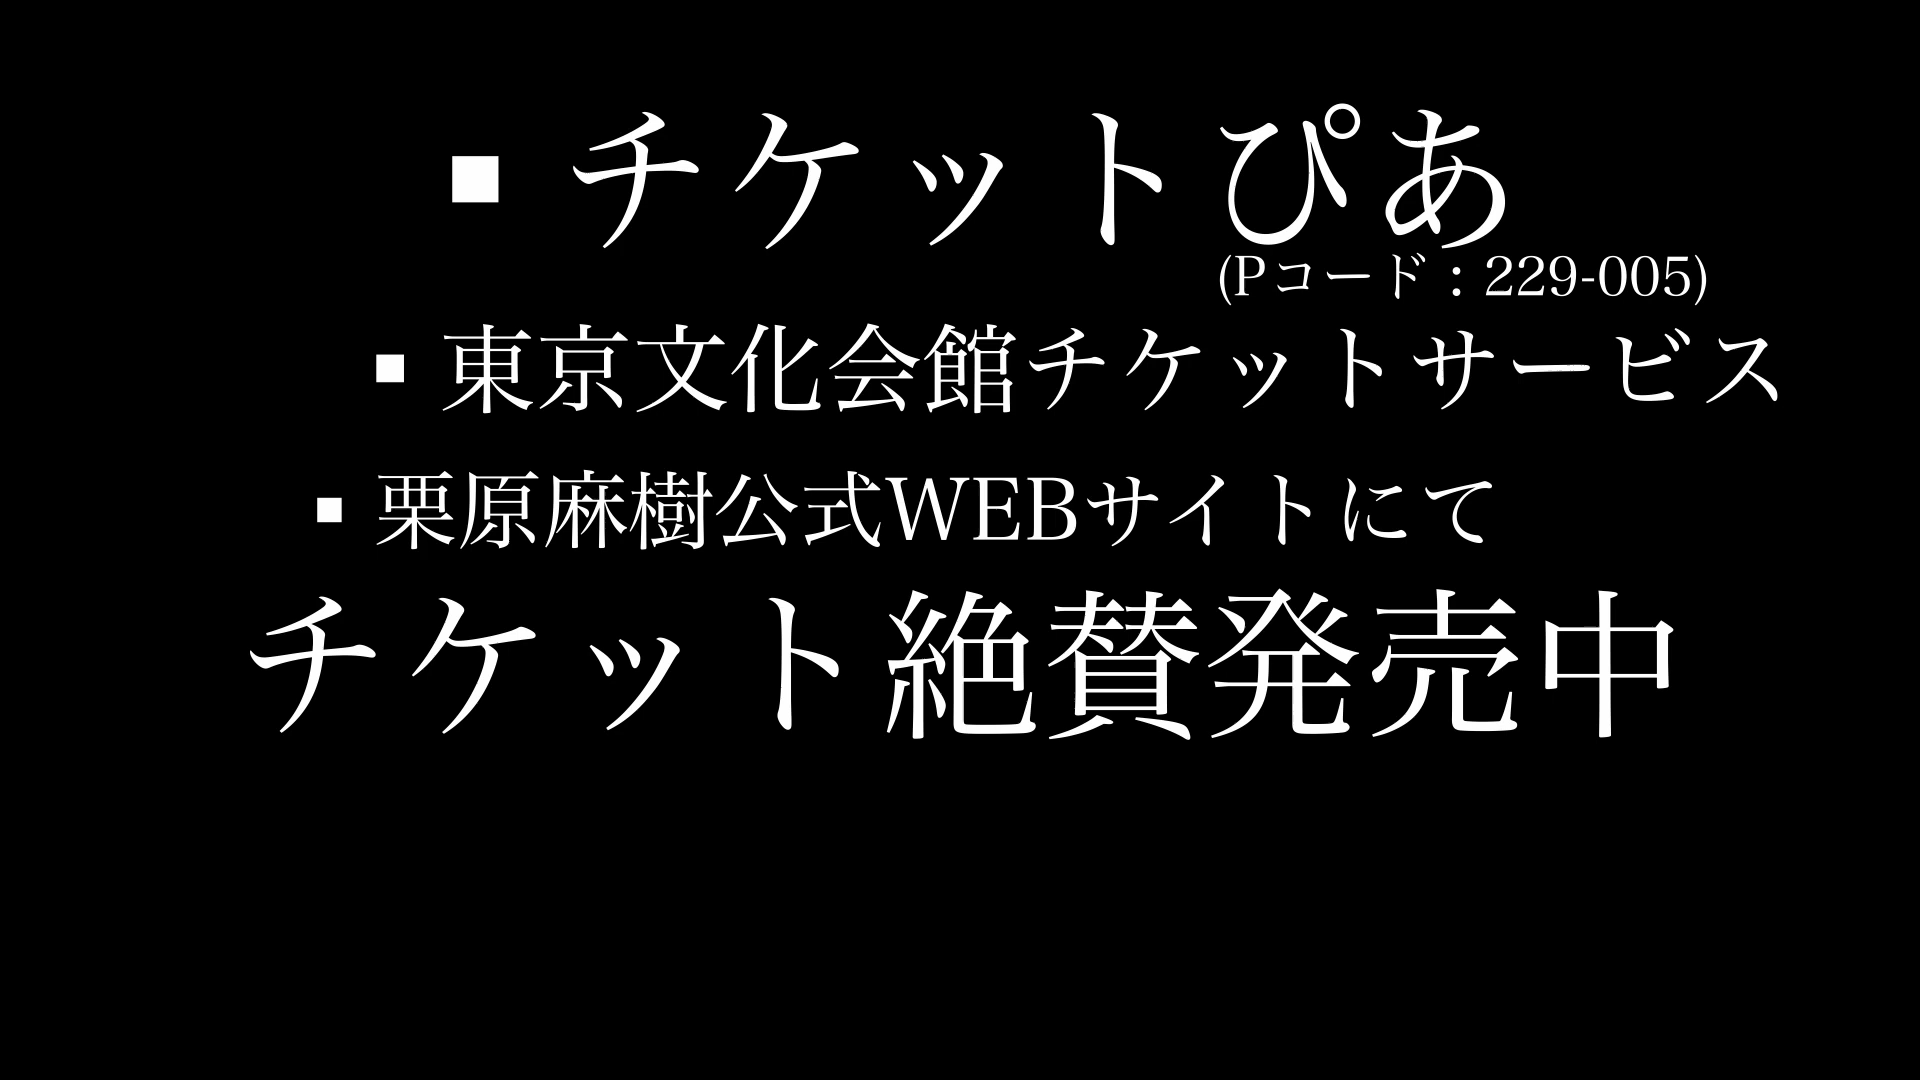 ▪チケットぴあ
(Pコード：229-005)
▪東京文化会館チケットサービス
▪栗原麻樹公式WEBサイトにて
チケット絶賛発売中